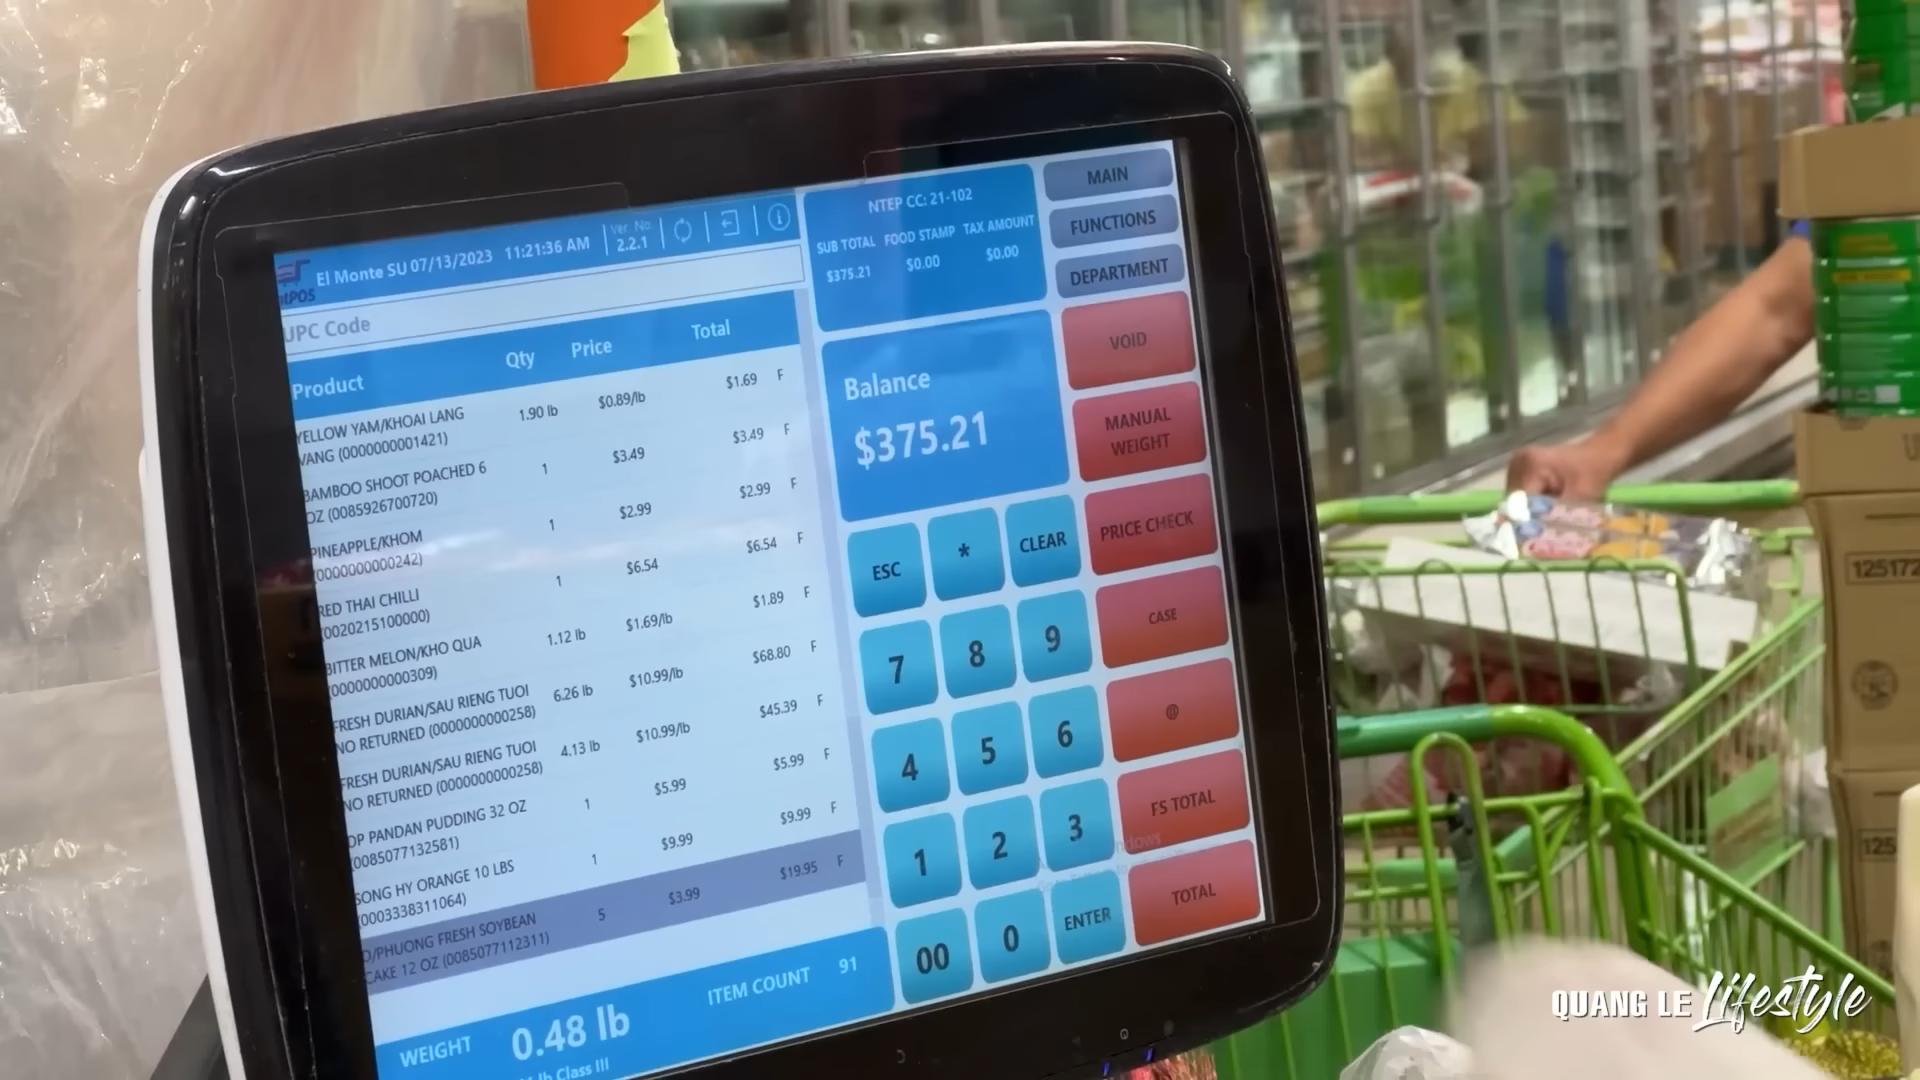 El Monte SU 07/13/2023 11:21:36 AM
Ver. No.
2.2.1
UPC Code
Product Qty Price Total
YELLOW YAM/KHOAI LANG
VANG (000000001421) 1.90 lb $0.89/lb $1.69 F
BAMBOO SHOOT POACHED 6
OZ (0085926700720) 1 $3.49 $3.49 F
PINEAPPLE/KHOM
(0000000000242) 1 $2.99 $2.99 F
RED THAI CHILLI
(0020215100000) 1 $6.54 $6.54 F
BITTER MELON/KHO QUA
(0000000000309) 1.12 lb $1.69/lb $1.89 F
FRESH DURIAN/SAU RIENG TUOI
NO RETURNED (0000000000258) 6.26 lb $10.99/lb $68.80 F
FRESH DURIAN/SAU RIENG TUOI
NO RETURNED (0000000000258) 4.13 lb $10.99/lb $45.39 F
OP PANDAN PUDDING 32 OZ
(0085077132581) 1 $5.99 $5.99 F
SONG HY ORANGE 10 LBS
(0003338311064) 1 $9.99 $9.99 F
D/PHUONG FRESH SOYBEAN
CAKE 12 OZ (0085077112311) 5 $3.99 $19.95 F
WEIGHT 0.48 lb ITEM COUNT 91
lb Class III
NTEP CC: 21-102
SUB TOTAL FOOD STAMP TAX AMOUNT
$375.21 $0.00 $0.00
Balance
$375.21
MAIN
FUNCTIONS
DEPARTMENT
VOID
MANUAL
WEIGHT
PRICE CHECK
CASE
@
FS TOTAL
TOTAL
ESC * CLEAR
7 8 9
4 5 6
1 2 3
00 0 ENTER
125172
125
QUANG LE Lifestyle